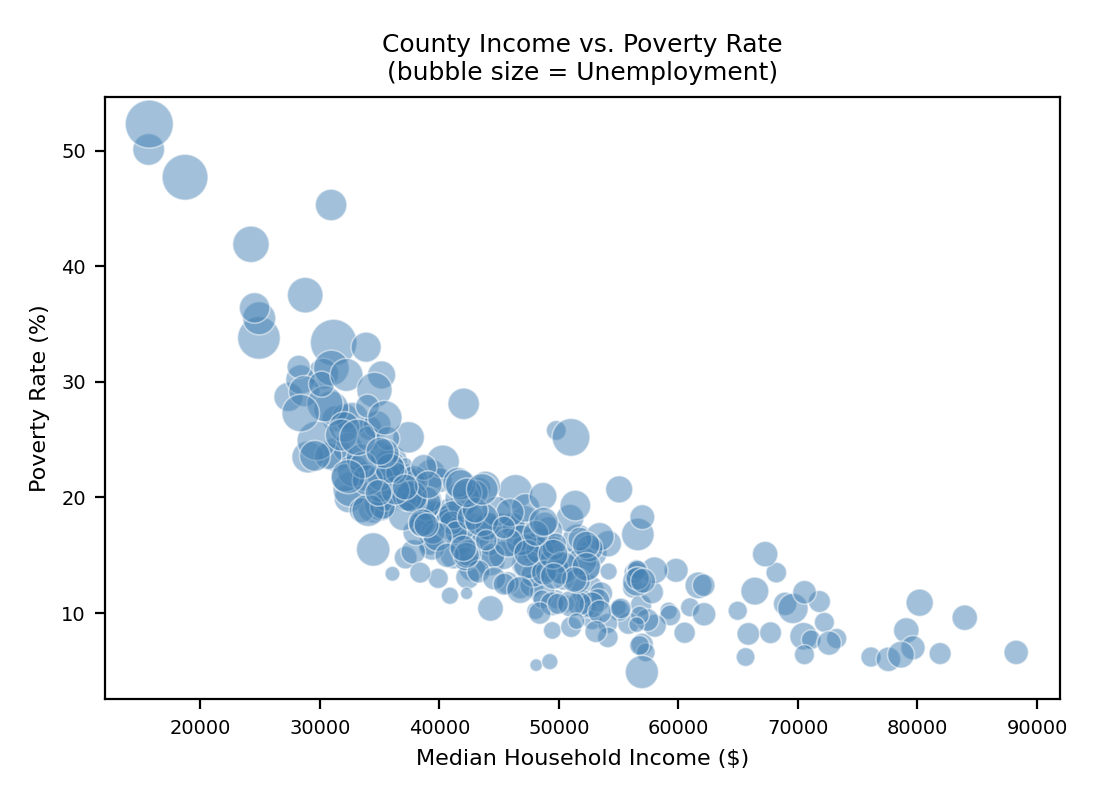 County Income vs. Poverty Rate
(bubble size = Unemployment)
50
40
30
20
10
Poverty Rate (%)
20000 30000 40000 50000 60000 70000 80000 90000
Median Household Income ($)